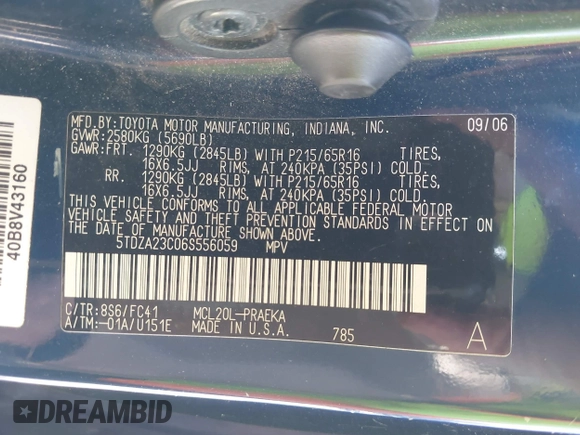 MFD.BY:TOYOTA MOTOR MANUFACTURING, INDIANA, INC. 09/06
GVWR:2580KG (5690LB)
GAWR:FRT. 1290KG (2845LB) WITH P215/65R16 TIRES,
16X6.5JJ RIMS, AT 240KPA (35PSI) COLD.
RR. 1290KG (2845LB) WITH P215/65R16 TIRES,
16X6.5JJ RIMS, AT 240KPA (35PSI) COLD.
THIS VEHICLE CONFORMS TO ALL APPLICABLE FEDERAL MOTOR
VEHICLE SAFETY AND THEFT PREVENTION STANDARDS IN EFFECT ON
THE DATE OF MANUFACTURE SHOWN ABOVE.
5TDZA23C06S556059 MPV
C/TR:8S6/FC41 MCL20L-PRAEKA
A/TM:-01A/U151E MADE IN U.S.A. 785 A
40B8V43160
DREAMBID